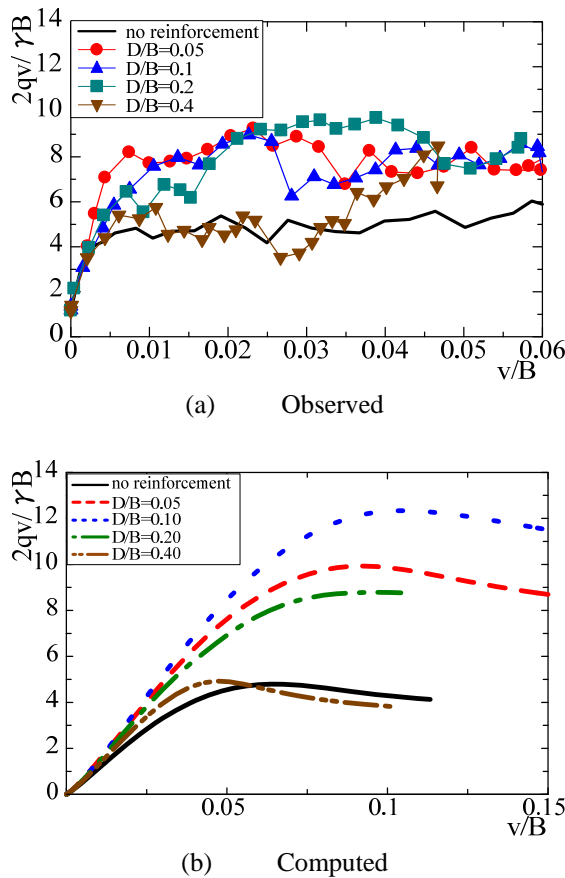 14
12
10
8
6
4
2
0
2qv/γB
no reinforcement
D/B=0.05
D/B=0.1
D/B=0.2
D/B=0.4
0 0.01 0.02 0.03 0.04 0.05 0.06
v/B
(a) Observed
14
12
10
8
6
4
2
0
2qv/γB
no reinforcement
D/B=0.05
D/B=0.10
D/B=0.20
D/B=0.40
0.05 0.1 0.15
v/B
(b) Computed